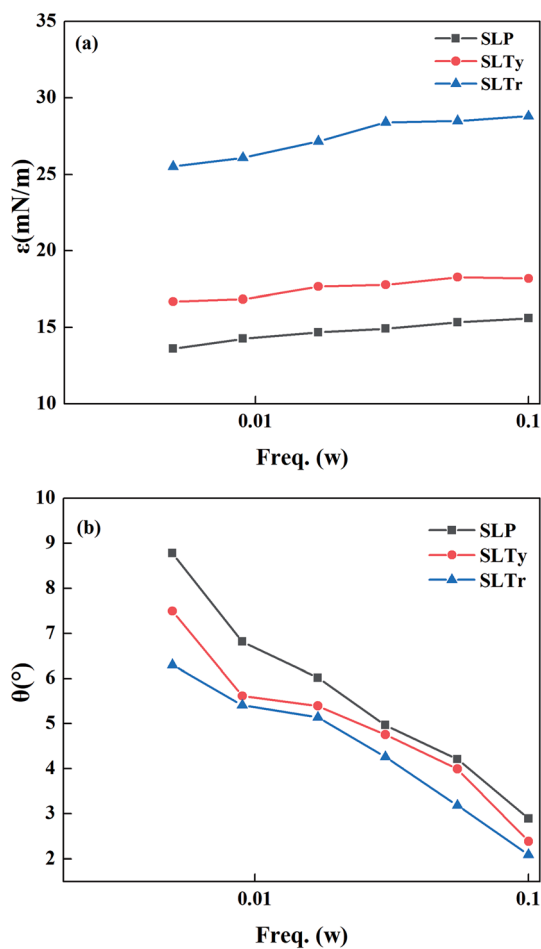 (a)
SLP
SLTy
SLTr
ε(mN/m)
35
30
25
20
15
10
0.01
0.1
Freq. (w)
(b)
SLP
SLTy
SLTr
θ(°)
10
9
8
7
6
5
4
3
2
0.01
0.1
Freq. (w)